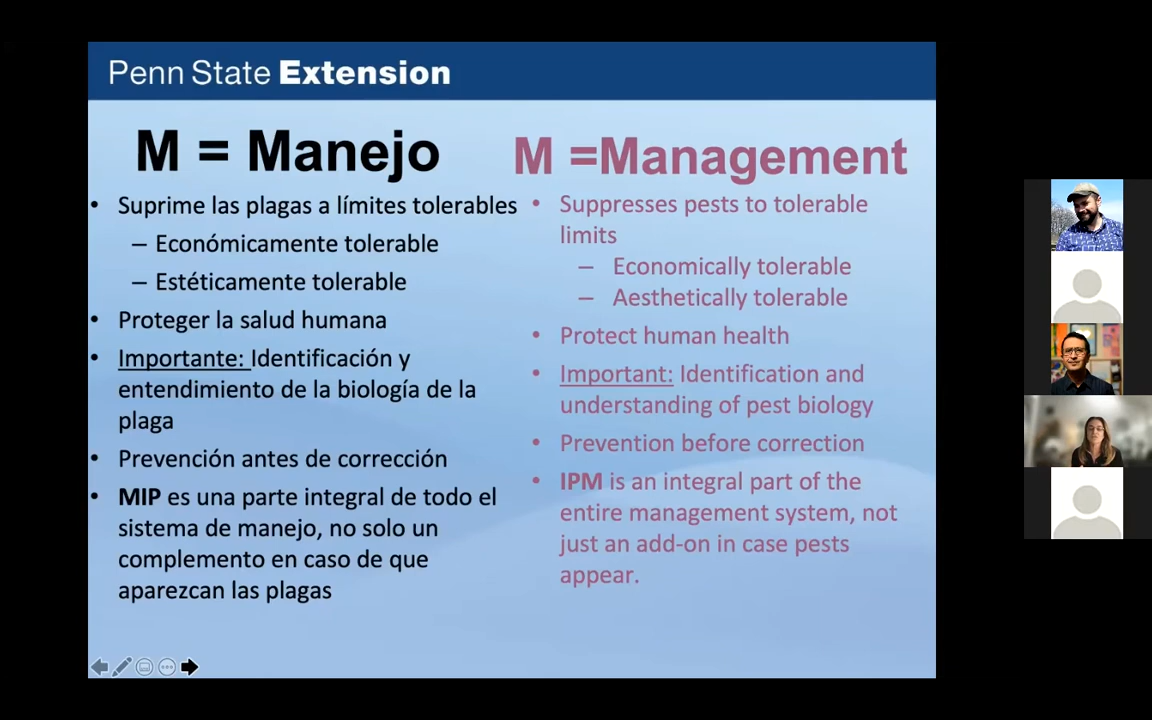 Penn State Extension
M = Manejo
• Suprime las plagas a límites tolerables
– Económicamente tolerable
– Estéticamente tolerable
• Proteger la salud humana
• Importante: Identificación y
entendimiento de la biología de la
plaga
• Prevención antes de corrección
• MIP es una parte integral de todo el
sistema de manejo, no solo un
complemento en caso de que
aparezcan las plagas
M =Management
• Suppresses pests to tolerable
limits
– Economically tolerable
– Aesthetically tolerable
• Protect human health
• Important: Identification and
understanding of pest biology
• Prevention before correction
• IPM is an integral part of the
entire management system, not
just an add-on in case pests
appear.